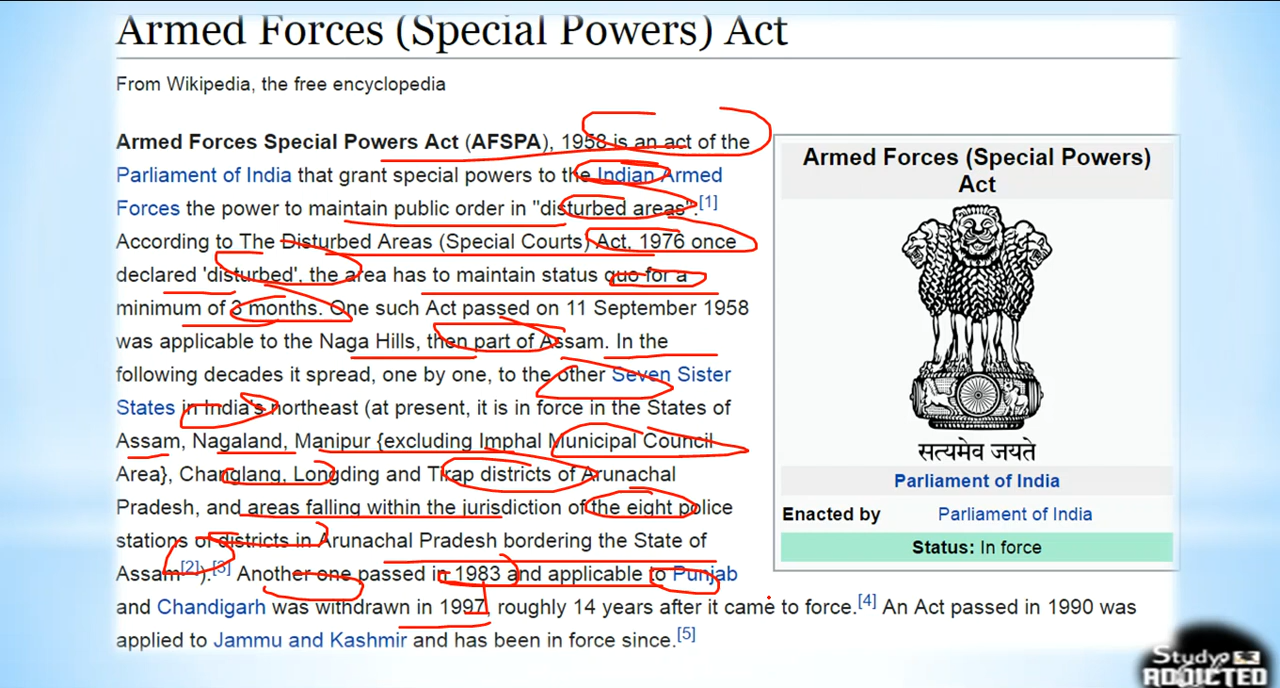 Armed Forces (Special Powers) Act
From Wikipedia, the free encyclopedia
Armed Forces Special Powers Act (AFSPA), 1958 is an act of the
Parliament of India that grant special powers to the Indian Armed
Forces the power to maintain public order in "disturbed areas".[1]
According to The Disturbed Areas (Special Courts) Act, 1976 once
declared 'disturbed', the area has to maintain status quo for a
minimum of 3 months. One such Act passed on 11 September 1958
was applicable to the Naga Hills, then part of Assam. In the
following decades it spread, one by one, to the other Seven Sister
States in India's northeast (at present, it is in force in the States of
Assam, Nagaland, Manipur {excluding Imphal Municipal Council
Area}, Changlang, Longding and Tirap districts of Arunachal
Pradesh, and areas falling within the jurisdiction of the eight police
stations of districts in Arunachal Pradesh bordering the State of
Assam[2]).[3] Another one passed in 1983 and applicable to Punjab
and Chandigarh was withdrawn in 1997, roughly 14 years after it came to force.[4] An Act passed in 1990 was
applied to Jammu and Kashmir and has been in force since.[5]
Armed Forces (Special Powers)
Act
सत्यमेव जयते
Parliament of India
Enacted by Parliament of India
Status: In force
Study
ADDICTED